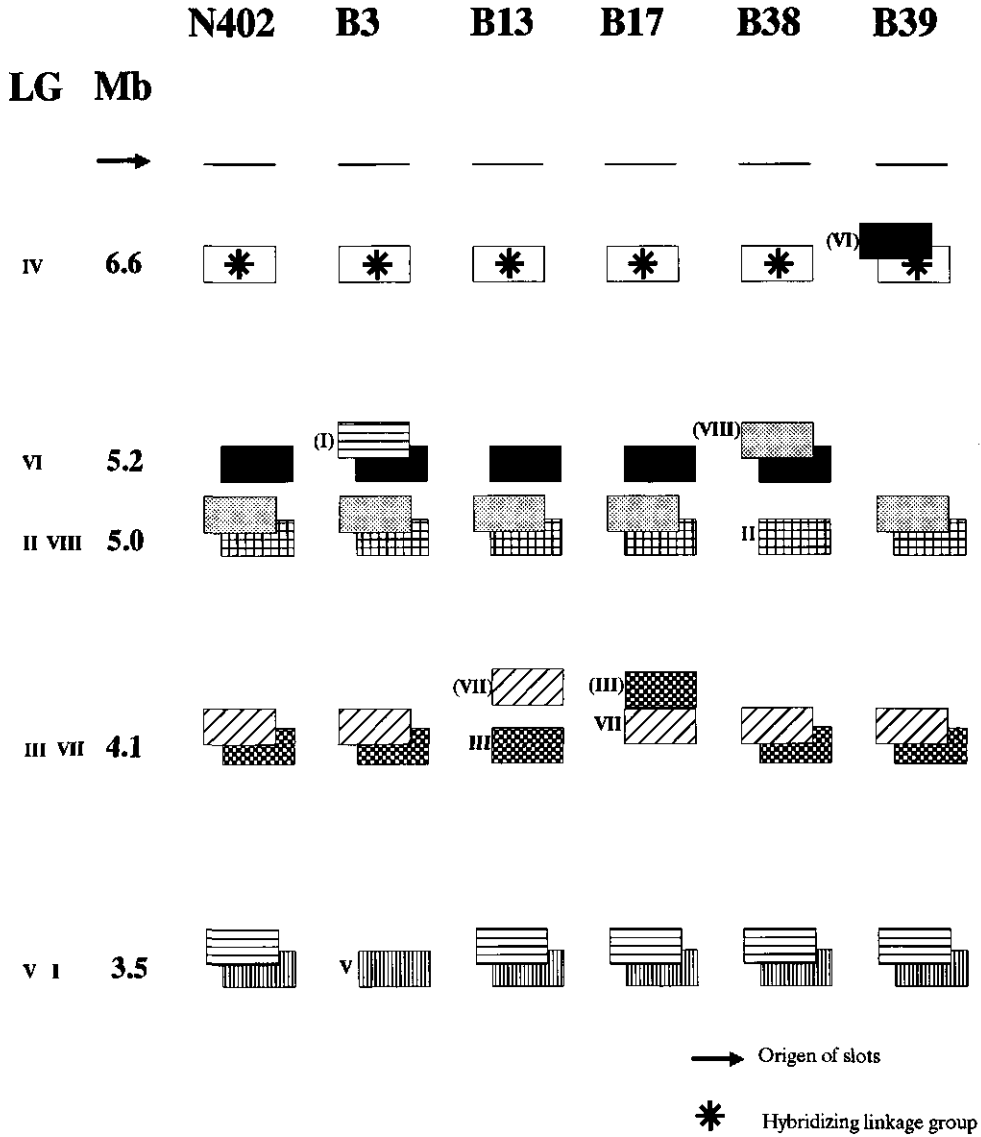 N402 B3 B13 B17 B38 B39
LG Mb
(VI)
IV 6.6
(I) (VIII)
VI 5.2
II VIII 5.0 II
(VII) (III)
III VII 4.1 III VII
V I 3.5 V
Origen of slots
Hybridizing linkage group